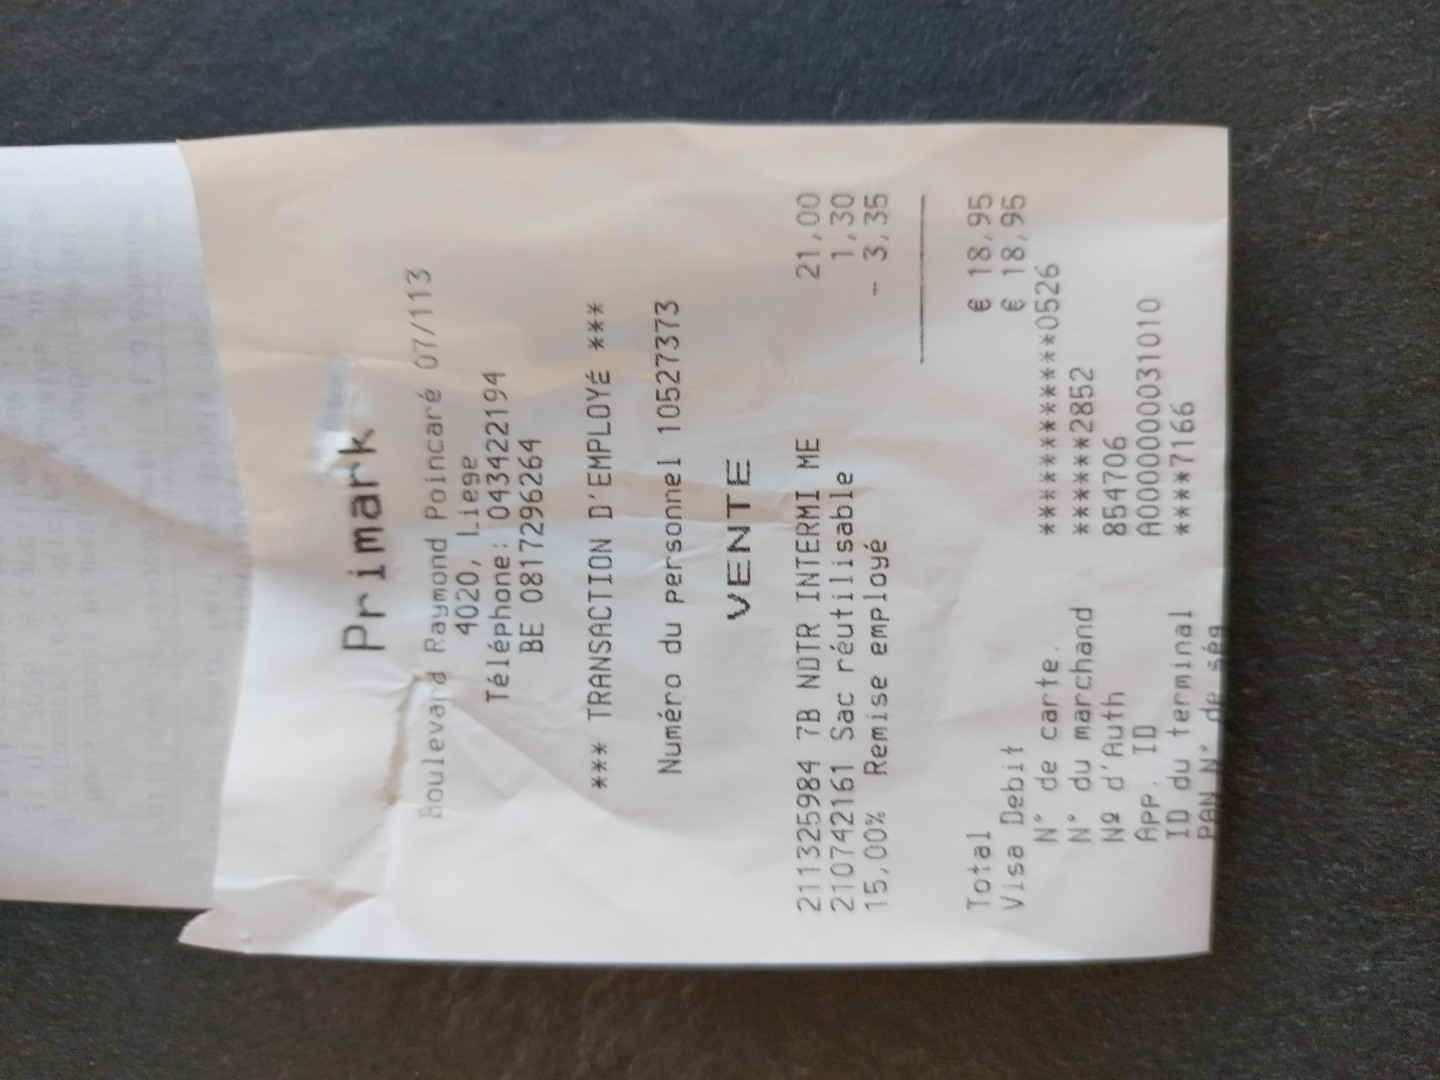 Primark
Boulevard Raymond Poincaré 07/113
4020, Liege
Téléphone: 043422194
BE 0817296264
*** TRANSACTION D'EMPLOYÉ ***
Numéro du personnel 10527373
VENTE
211325984 7B NDTR INTERMI ME 21,00
210742161 Sac réutilisable 1,30
15,00% Remise employé - 3,35
Total € 18,95
Visa Debit € 18,95
N° de carte. ************0526
N° du marchand ******2852
Nº d'Auth 854706
APP. ID A0000000031010
ID du terminal ****7166
PAN N° de séq